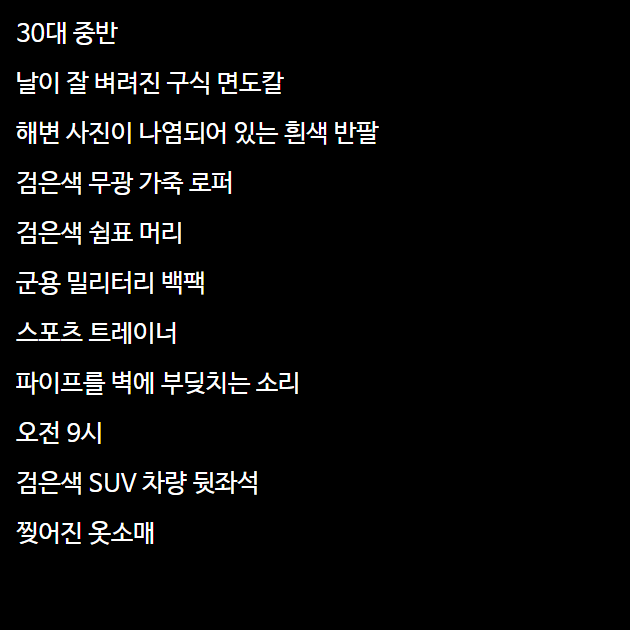 30대 중반
날이 잘 벼려진 구식 면도칼
해변 사진이 나염되어 있는 흰색 반팔
검은색 무광 가죽 로퍼
검은색 쉼표 머리
군용 밀리터리 백팩
스포츠 트레이너
파이프를 벽에 부딪치는 소리
오전 9시
검은색 SUV 차량 뒷좌석
찢어진 옷소매